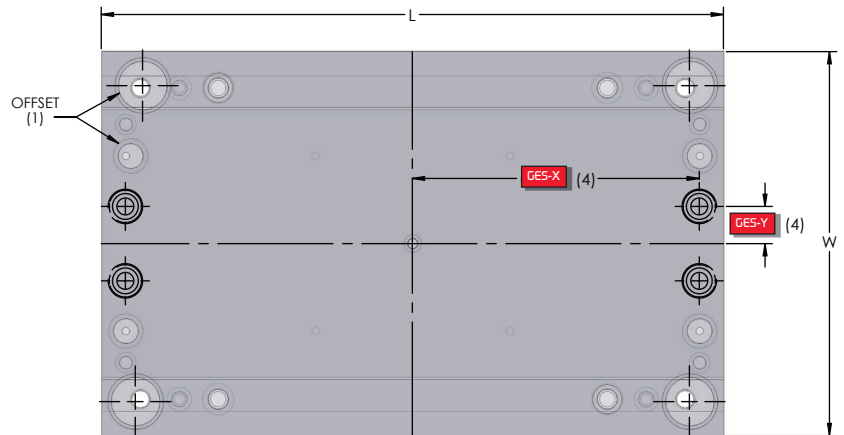 L
OFFSET
(1)
GES-X (4)
GES-Y (4)
W